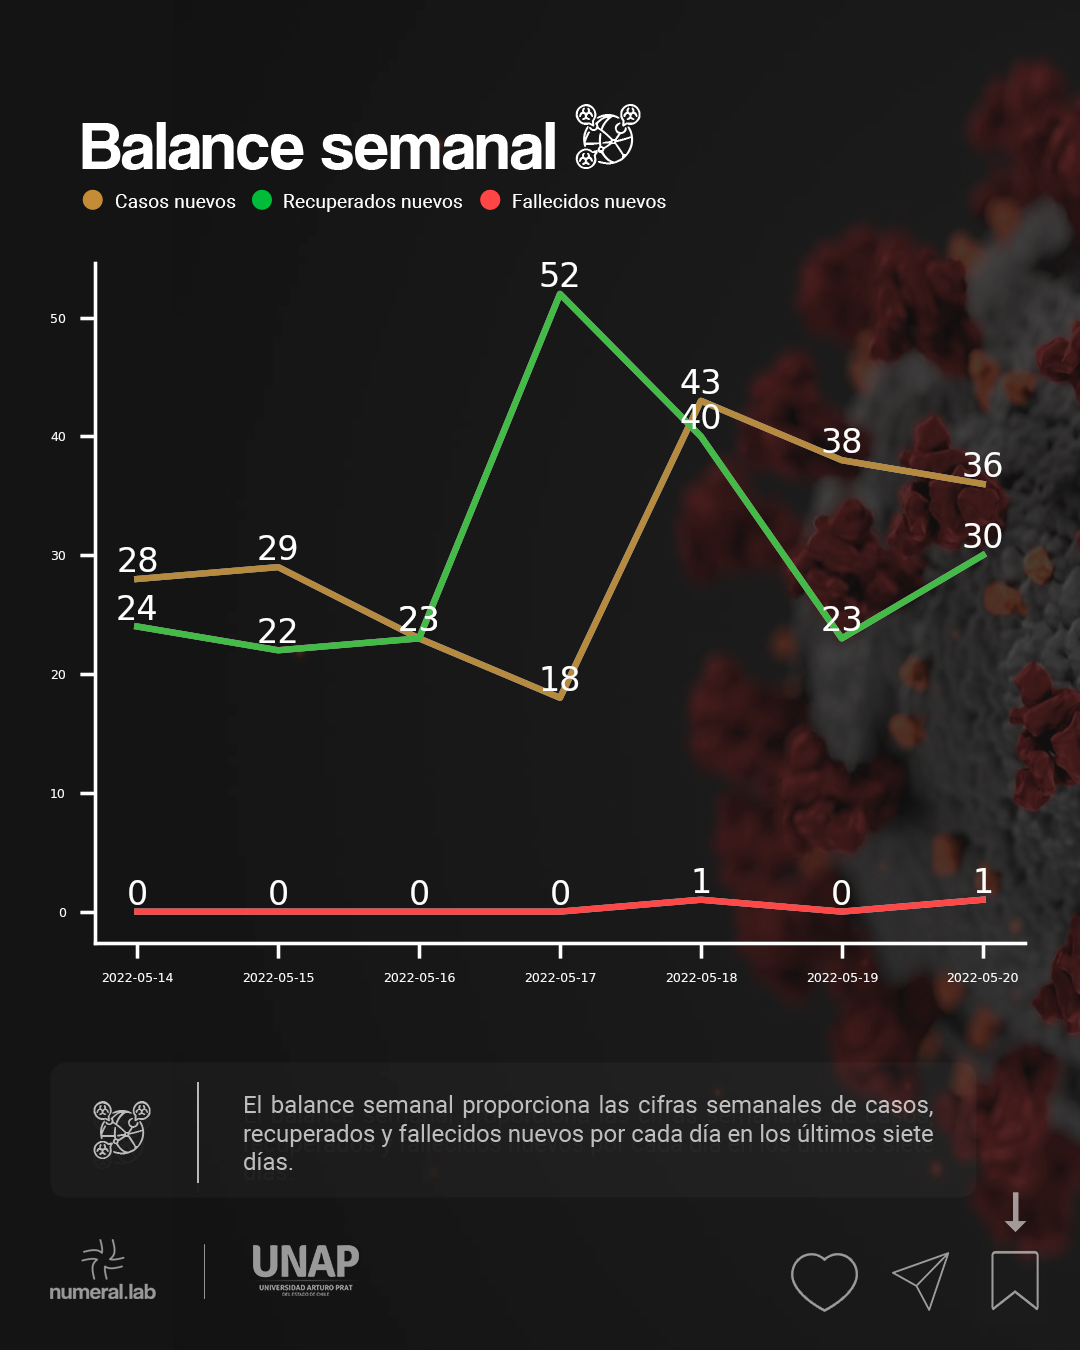 Balance semanal
Casos nuevos Recuperados nuevos Fallecidos nuevos
52
50
43
40
40
38
36
30
30
29
28
24
23
23
22
20
18
10
0 0 0 0 1 0 1
0
2022-05-14 2022-05-15 2022-05-16 2022-05-17 2022-05-18 2022-05-19 2022-05-20
El balance semanal proporciona las cifras semanales de casos,
recuperados y fallecidos nuevos por cada día en los últimos siete
días.
numeral.lab
UNAP
UNIVERSIDAD ARTURO PRAT
DEL ESTADO DE CHILE